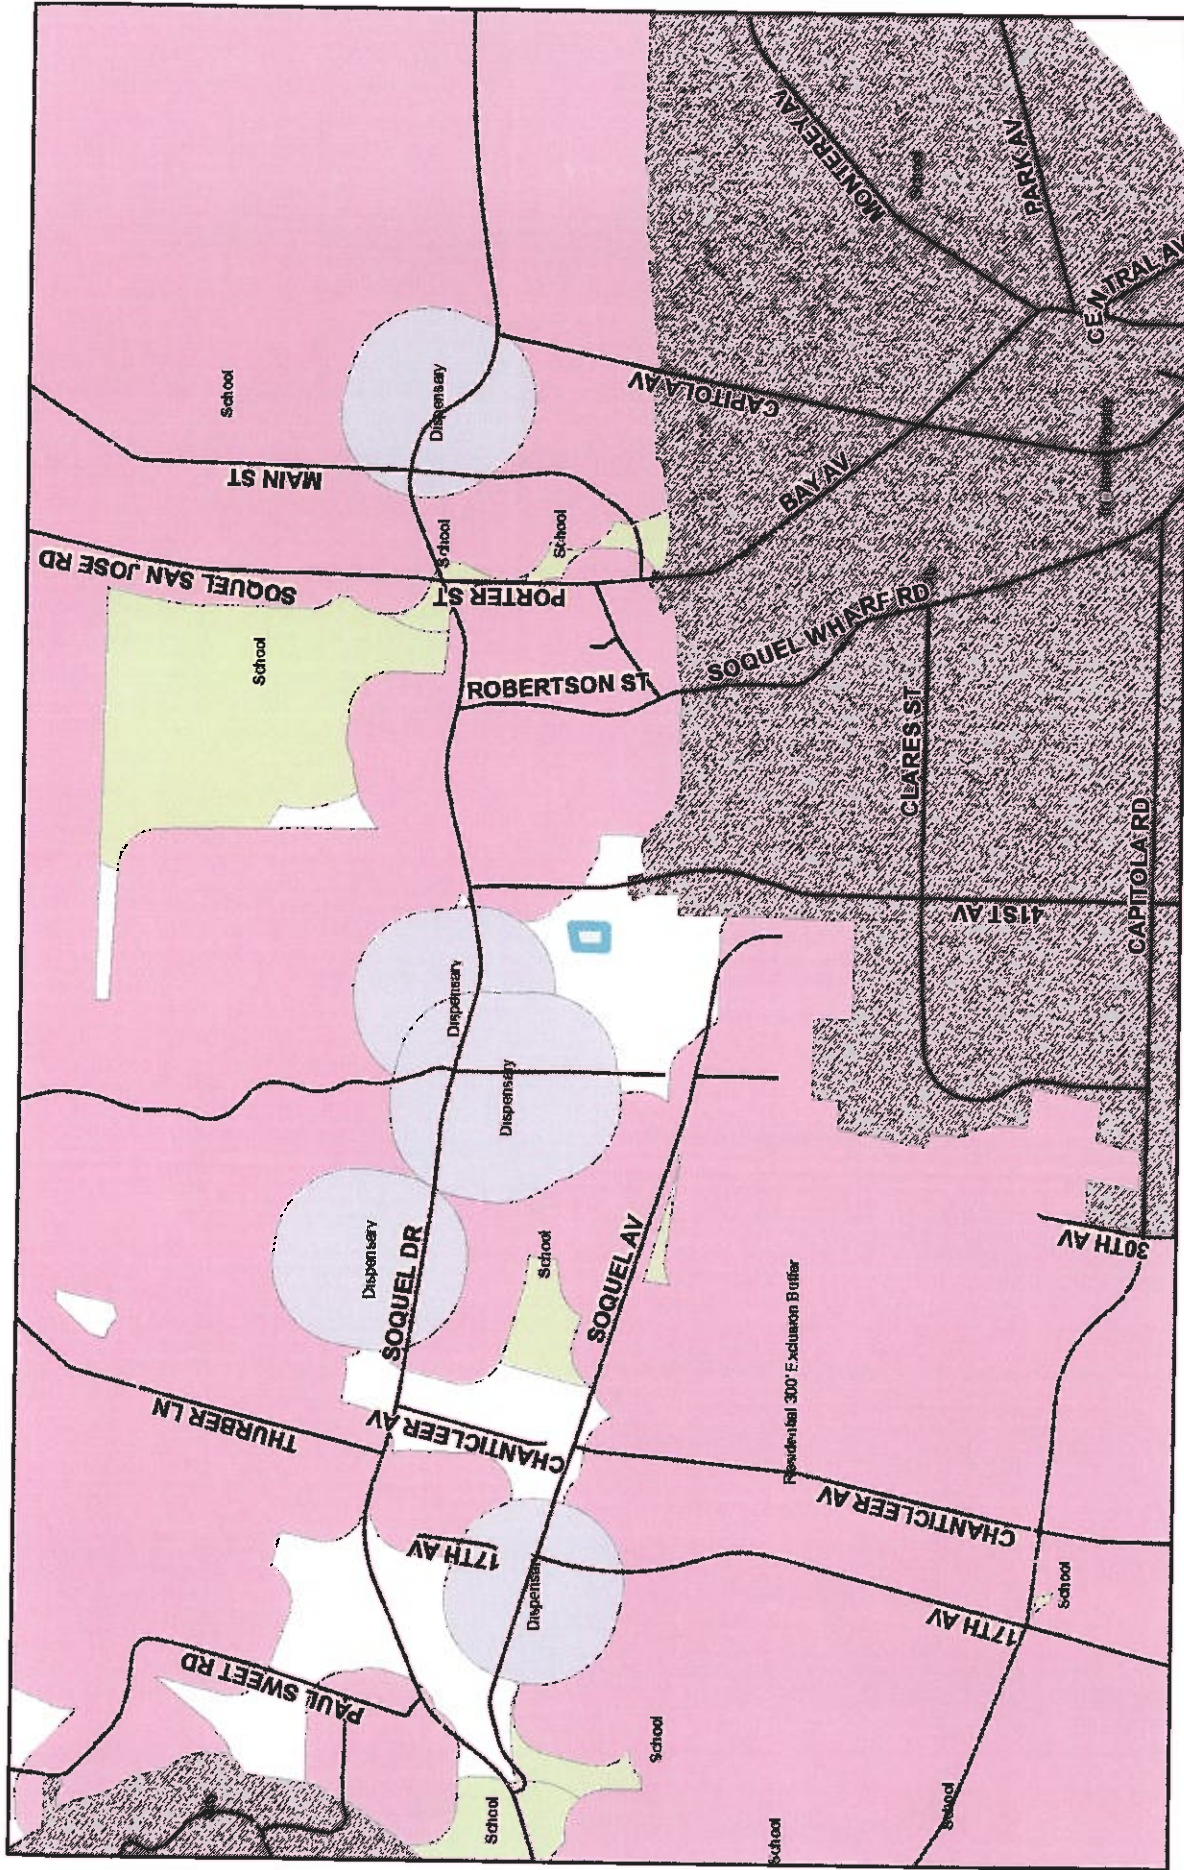 MONTEREY AV
PARK AV
CENTRAL AV
School
Dispensary
CAPITOLA AV
MAIN ST
BAY AV
School
School
SOQUEL SAN JOSE RD
PORTER ST
School
SOQUEL WHARF RD
ROBERTSON ST
CLARES ST
CAPITOLA RD
41ST AV
Dispensary
Dispensary
Dispensary
SOQUEL DR
School
SOQUEL AV
30TH AV
Residential 300' Exclusion Buffer
THURBER LN
CHANTICLEER AV
CHANTICLEER AV
17TH AV
Dispensary
17TH AV
School
PAUL SWEET RD
School
School
School
School